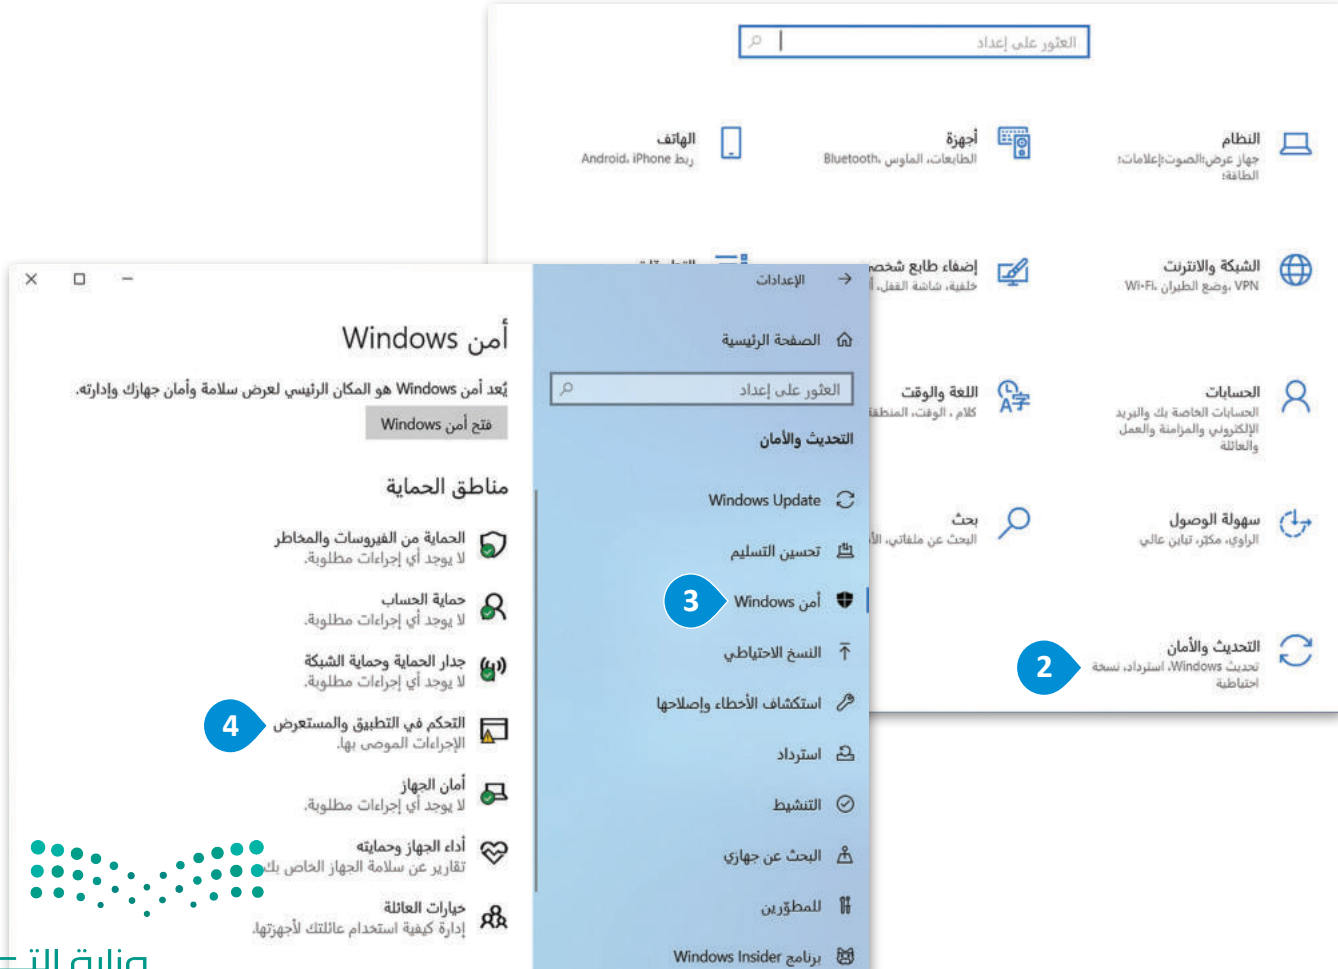 العثور على إعداد
النظام
جهاز عرض؛الصوت؛إعلامات؛
الطاقة؛
أجهزة
الطابعات، الماوس ،Bluetooth
الهاتف
ربط Android، iPhone
الشبكة والانترنت
VPN ،وضع الطيران ،Wi-Fi
إضفاء طابع شخصي
خلفية، شاشة القفل،
الحسابات
الحسابات الخاصة بك والبريد
الإلكتروني والمزامنة والعمل
والعائلة
اللغة والوقت
كلام ، الوقت، المنطقة
سهولة الوصول
الراوي، مكبّر، تباين عالي
بحث
البحث عن ملفاتي،
التحديث والأمان
تحديث Windows، استرداد، نسخة
احتياطية
2
الإعدادات
الصفحة الرئيسية
العثور على إعداد
التحديث والأمان
Windows Update
تحسين التسليم
أمن Windows
3
النسخ الاحتياطي
استكشاف الأخطاء وإصلاحها
استرداد
التنشيط
البحث عن جهازي
للمطوّرين
برنامج Windows Insider
أمن Windows
يُعد أمن Windows هو المكان الرئيسي لعرض سلامة وأمان جهازك وإدارته.
فتح أمن Windows
مناطق الحماية
الحماية من الفيروسات والمخاطر
لا يوجد أي إجراءات مطلوبة.
حماية الحساب
لا يوجد أي إجراءات مطلوبة.
جدار الحماية وحماية الشبكة
لا يوجد أي إجراءات مطلوبة.
التحكم في التطبيق والمستعرض
الإجراءات الموصى بها.
4
أمان الجهاز
لا يوجد أي إجراءات مطلوبة.
أداء الجهاز وحمايته
تقارير عن سلامة الجهاز الخاص بك
خيارات العائلة
إدارة كيفية استخدام عائلتك لأجهزتها.
وزارة